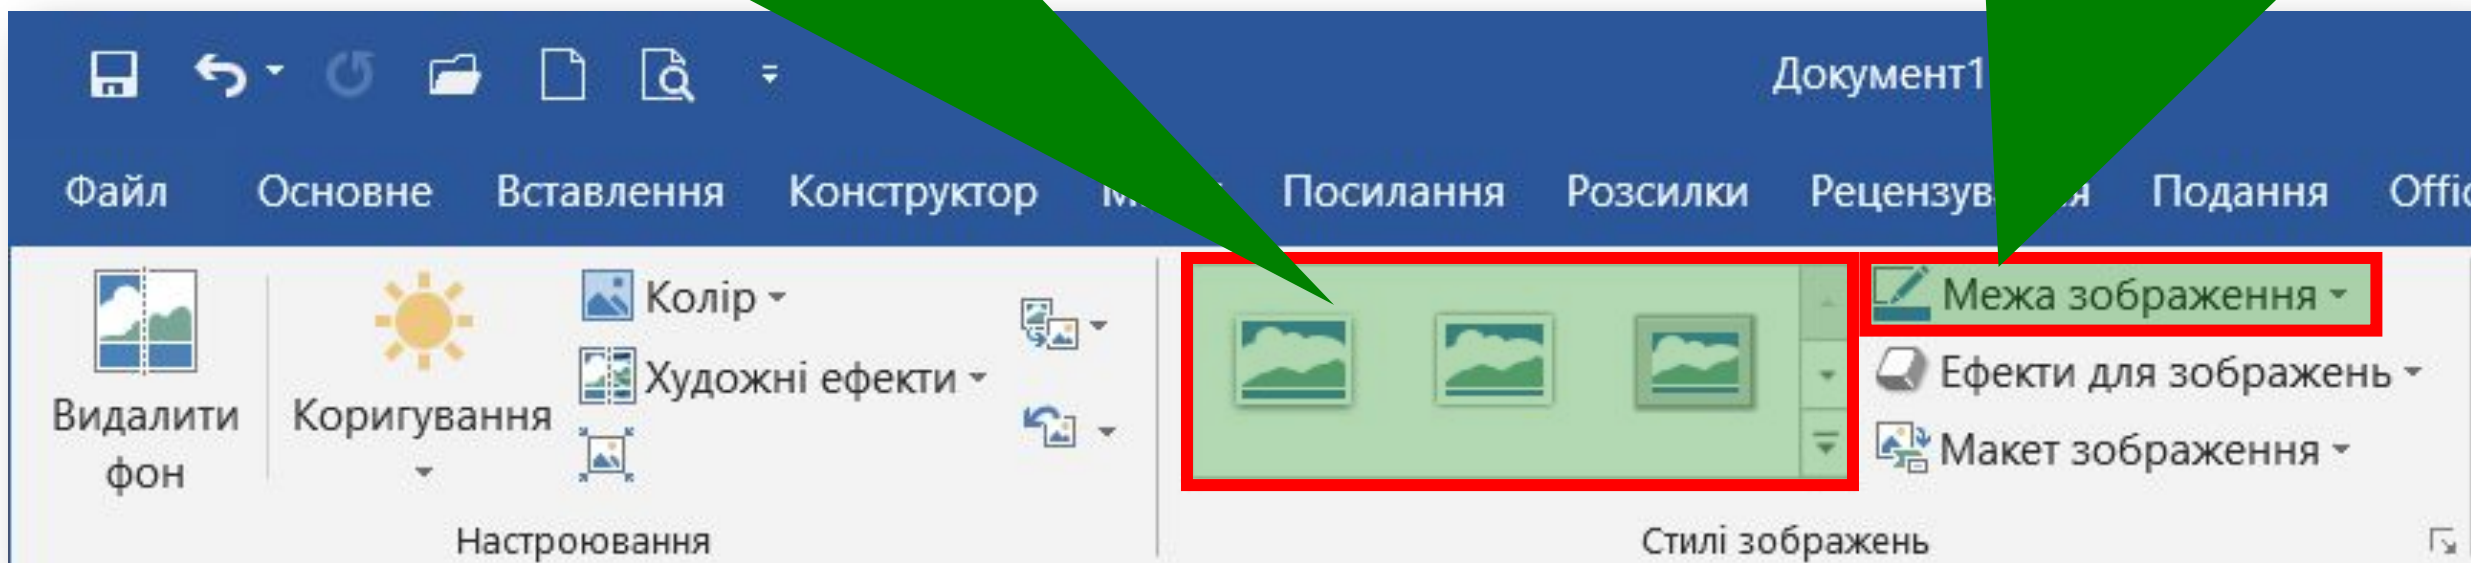 Документ1
Файл Основне Вставлення Конструктор Посилання Розсилки Подання
Колір
Межа зображення
Художні ефекти
Ефекти для зображень
Видалити фон
Коригування
Макет зображення
Настроювання
Стилі зображень